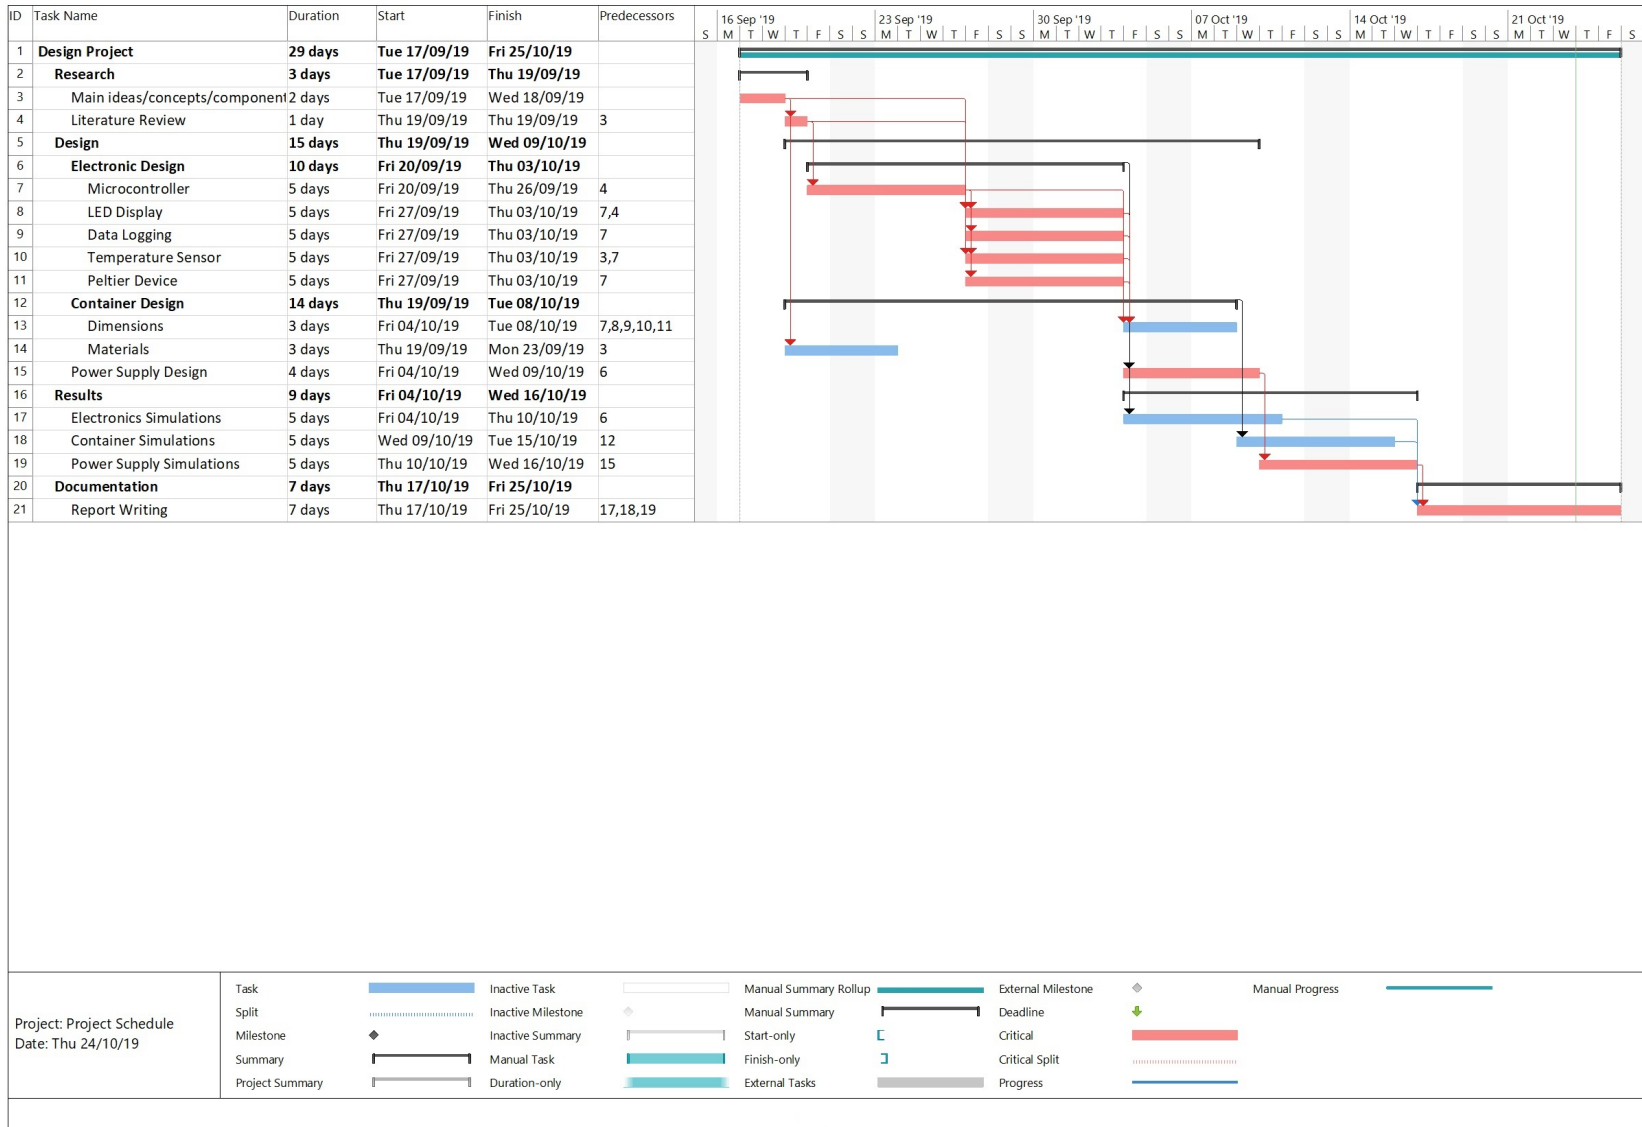 ID Task Name Duration Start Finish Predecessors 16 Sep '19 23 Sep '19 30 Sep '19 07 Oct '19 14 Oct '19 21 Oct '19
S M T W T F S S M T W T F S S M T W T F S S M T W T F S S M T W T F S S M T W T F S
1 Design Project 29 days Tue 17/09/19 Fri 25/10/19
2 Research 3 days Tue 17/09/19 Thu 19/09/19
3 Main ideas/concepts/component 2 days Tue 17/09/19 Wed 18/09/19
4 Literature Review 1 day Thu 19/09/19 Thu 19/09/19 3
5 Design 15 days Thu 19/09/19 Wed 09/10/19
6 Electronic Design 10 days Fri 20/09/19 Thu 03/10/19
7 Microcontroller 5 days Fri 20/09/19 Thu 26/09/19 4
8 LED Display 5 days Fri 27/09/19 Thu 03/10/19 7,4
9 Data Logging 5 days Fri 27/09/19 Thu 03/10/19 7
10 Temperature Sensor 5 days Fri 27/09/19 Thu 03/10/19 3,7
11 Peltier Device 5 days Fri 27/09/19 Thu 03/10/19 7
12 Container Design 14 days Thu 19/09/19 Tue 08/10/19
13 Dimensions 3 days Fri 04/10/19 Tue 08/10/19 7,8,9,10,11
14 Materials 3 days Thu 19/09/19 Mon 23/09/19 3
15 Power Supply Design 4 days Fri 04/10/19 Wed 09/10/19 6
16 Results 9 days Fri 04/10/19 Wed 16/10/19
17 Electronics Simulations 5 days Fri 04/10/19 Thu 10/10/19 6
18 Container Simulations 5 days Wed 09/10/19 Tue 15/10/19 12
19 Power Supply Simulations 5 days Thu 10/10/19 Wed 16/10/19 15
20 Documentation 7 days Thu 17/10/19 Fri 25/10/19
21 Report Writing 7 days Thu 17/10/19 Fri 25/10/19 17,18,19
Project: Project Schedule
Date: Thu 24/10/19
Task Inactive Task Manual Summary Rollup External Milestone Manual Progress
Split Inactive Milestone Manual Summary Deadline
Milestone Inactive Summary Start-only Critical
Summary Manual Task Finish-only Critical Split
Project Summary Duration-only External Tasks Progress